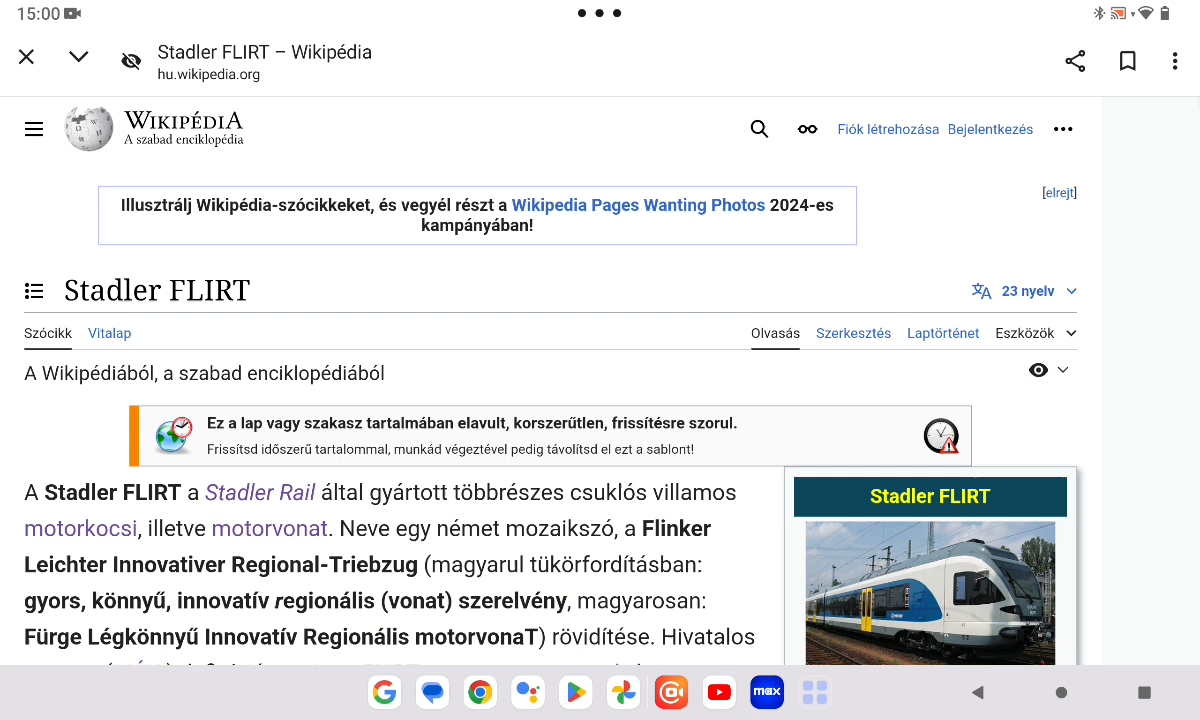 15:00
Stadler FLIRT – Wikipédia
hu.wikipedia.org
WIKIPÉDIA
A szabad enciklopédia
Fiók létrehozása Bejelentkezés
Illusztrálj Wikipédia-szócikkeket, és vegyél részt a Wikipedia Pages Wanting Photos 2024-es
kampányában!
[elrejt]
Stadler FLIRT
23 nyelv
Szócikk Vitalap
Olvasás Szerkesztés Laptörténet Eszközök
A Wikipédiából, a szabad enciklopédiából
Ez a lap vagy szakasz tartalmában elavult, korszerűtlen, frissítésre szorul.
Frissítsd időszerű tartalommal, munkád végeztével pedig távolítsd el ezt a sablont!
A Stadler FLIRT a Stadler Rail által gyártott többrészes csuklós villamos
motorkocsi, illetve motorvonat. Neve egy német mozaikszó, a Flinker
Leichter Innovativer Regional-Triebzug (magyarul tükörfordításban:
gyors, könnyű, innovatív regionális (vonat) szerelvény, magyarosan:
Fürge Légkönnyű Innovatív Regionális motorvonaT) rövidítése. Hivatalos
Stadler FLIRT
max